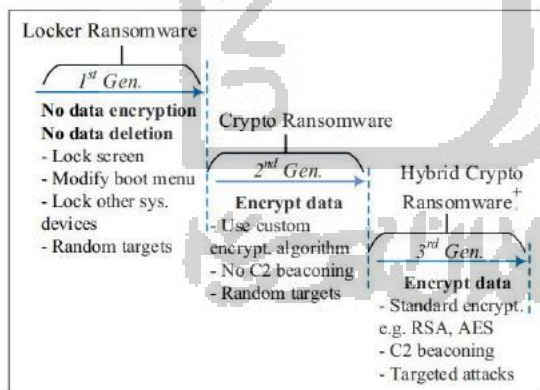 Locker Ransomware
1st Gen.
No data encryption
No data deletion
- Lock screen
- Modify boot menu
- Lock other sys.
devices
- Random targets
Crypto Ransomware
2nd Gen.
Encrypt data
- Use custom
encrypt. algorithm
- No C2 beaconing
- Random targets
Hybrid Crypto
Ransomware+
3rd Gen.
Encrypt data
- Standard encrypt.
e.g. RSA, AES
- C2 beaconing
- Targeted attacks